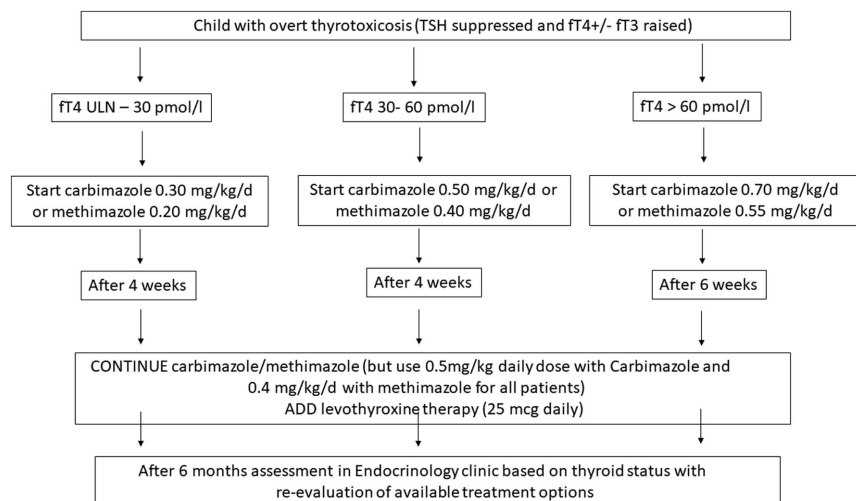 Child with overt thyrotoxicosis (TSH suppressed and fT4+/- fT3 raised)
fT4 ULN – 30 pmol/l
fT4 30- 60 pmol/l
fT4 > 60 pmol/l
Start carbimazole 0.30 mg/kg/d
or methimazole 0.20 mg/kg/d
Start carbimazole 0.50 mg/kg/d or
methimazole 0.40 mg/kg/d
Start carbimazole 0.70 mg/kg/d
or methimazole 0.55 mg/kg/d
After 4 weeks
After 4 weeks
After 6 weeks
CONTINUE carbimazole/methimazole (but use 0.5mg/kg daily dose with Carbimazole and
0.4 mg/kg/d with methimazole for all patients)
ADD levothyroxine therapy (25 mcg daily)
After 6 months assessment in Endocrinology clinic based on thyroid status with
re-evaluation of available treatment options